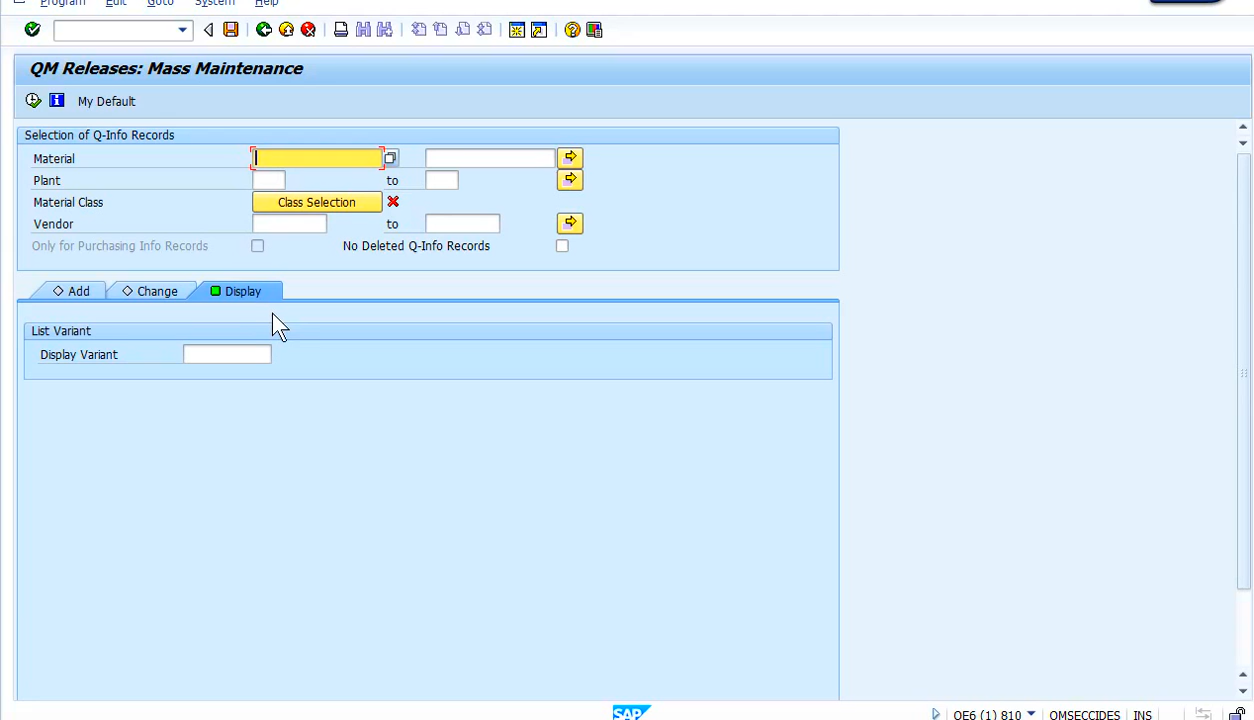 Program Edit Goto System Help
QM Releases: Mass Maintenance
My Default
Selection of Q-Info Records
Material
Plant to
Material Class Class Selection
Vendor to
Only for Purchasing Info Records No Deleted Q-Info Records
Add Change Display
List Variant
Display Variant
SAP OE6 (1) 810 OMSECCIDES INS